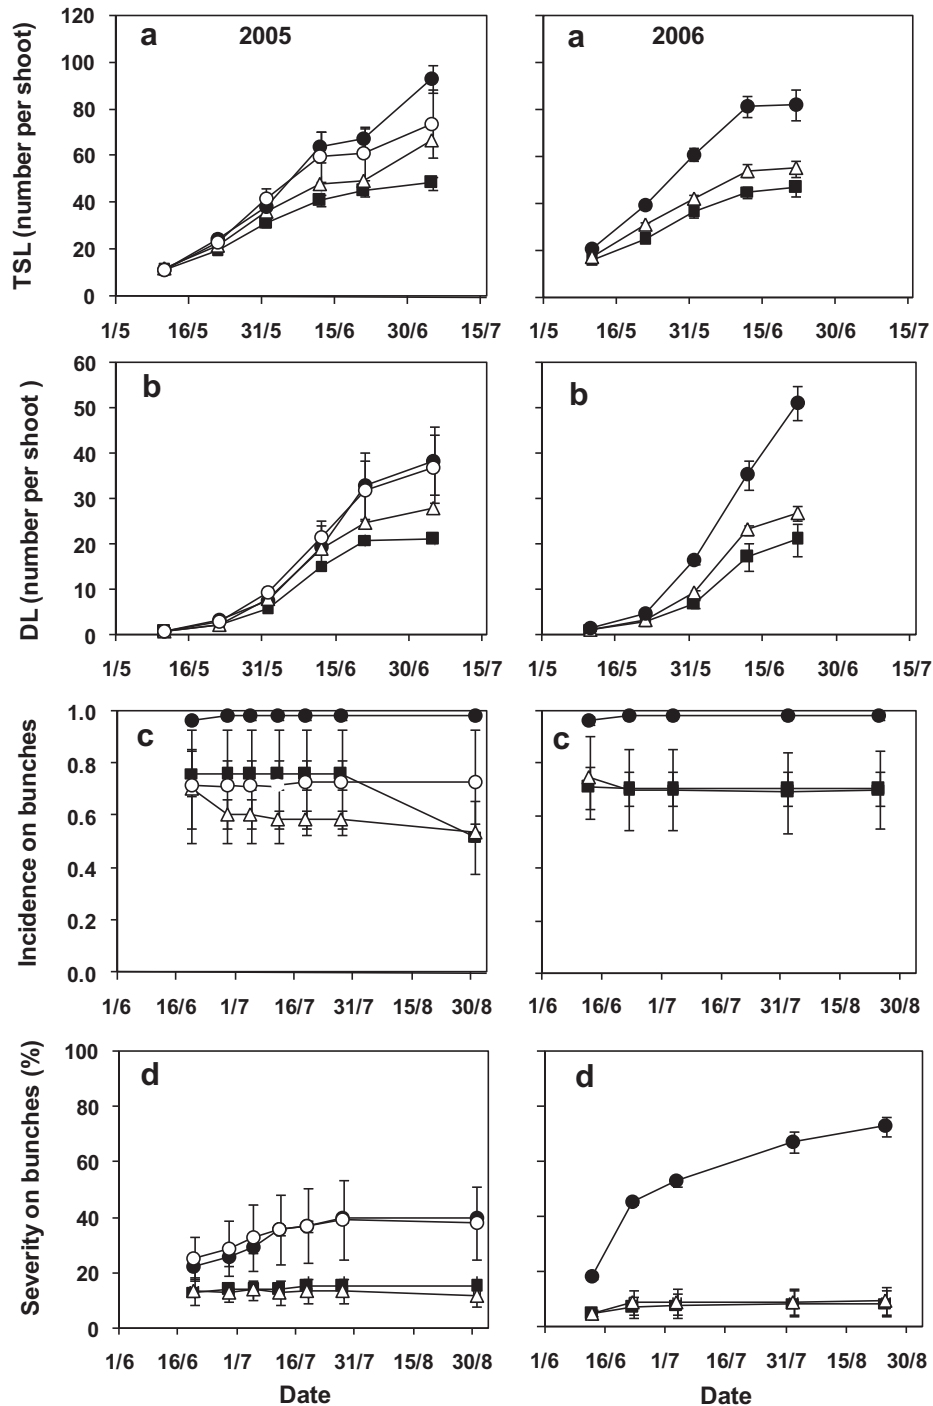 a 2005
TSL (number per shoot)
120
100
80
60
40
20
0
1/5 16/5 31/5 15/6 30/6 15/7
a 2006
1/5 16/5 31/5 15/6 30/6 15/7
b
DL (number per shoot )
60
50
40
30
20
10
0
1/5 16/5 31/5 15/6 30/6 15/7
b
1/5 16/5 31/5 15/6 30/6 15/7
c
Incidence on bunches
1.0
0.8
0.6
0.4
0.2
0.0
1/6 16/6 1/7 16/7 31/7 15/8 30/8
c
1/6 16/6 1/7 16/7 31/7 15/8 30/8
d
Severity on bunches (%)
100
80
60
40
20
0
1/6 16/6 1/7 16/7 31/7 15/8 30/8
Date
d
1/6 16/6 1/7 16/7 31/7 15/8 30/8
Date